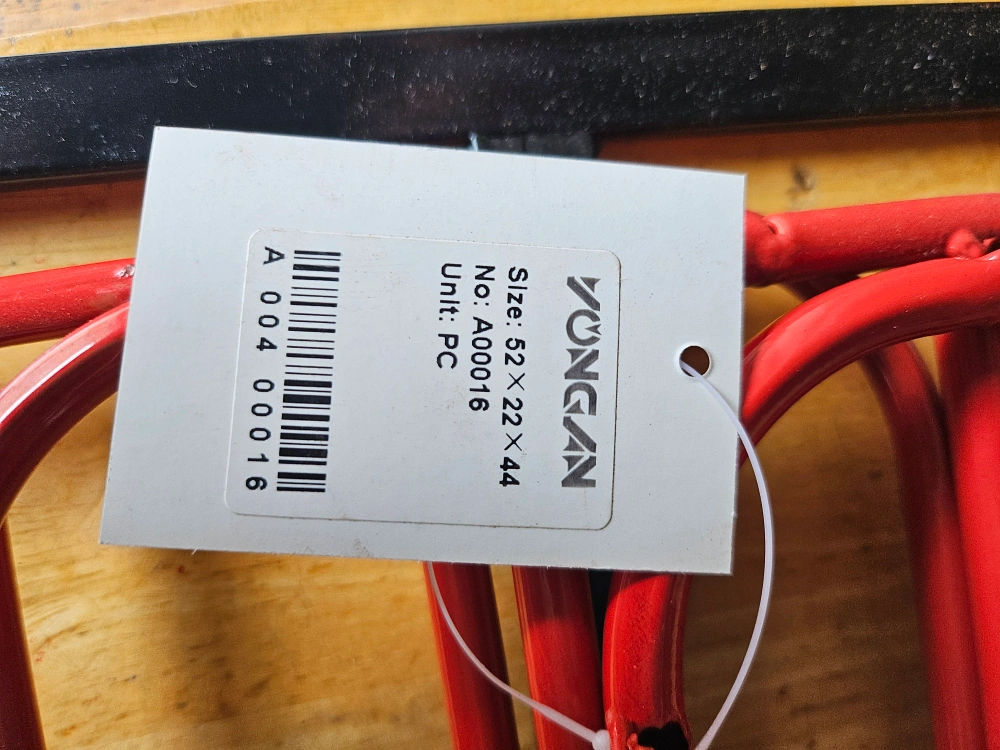 YONGAN
Size: 52×22×44
No: A00016
Unit: PC
A 004 00016